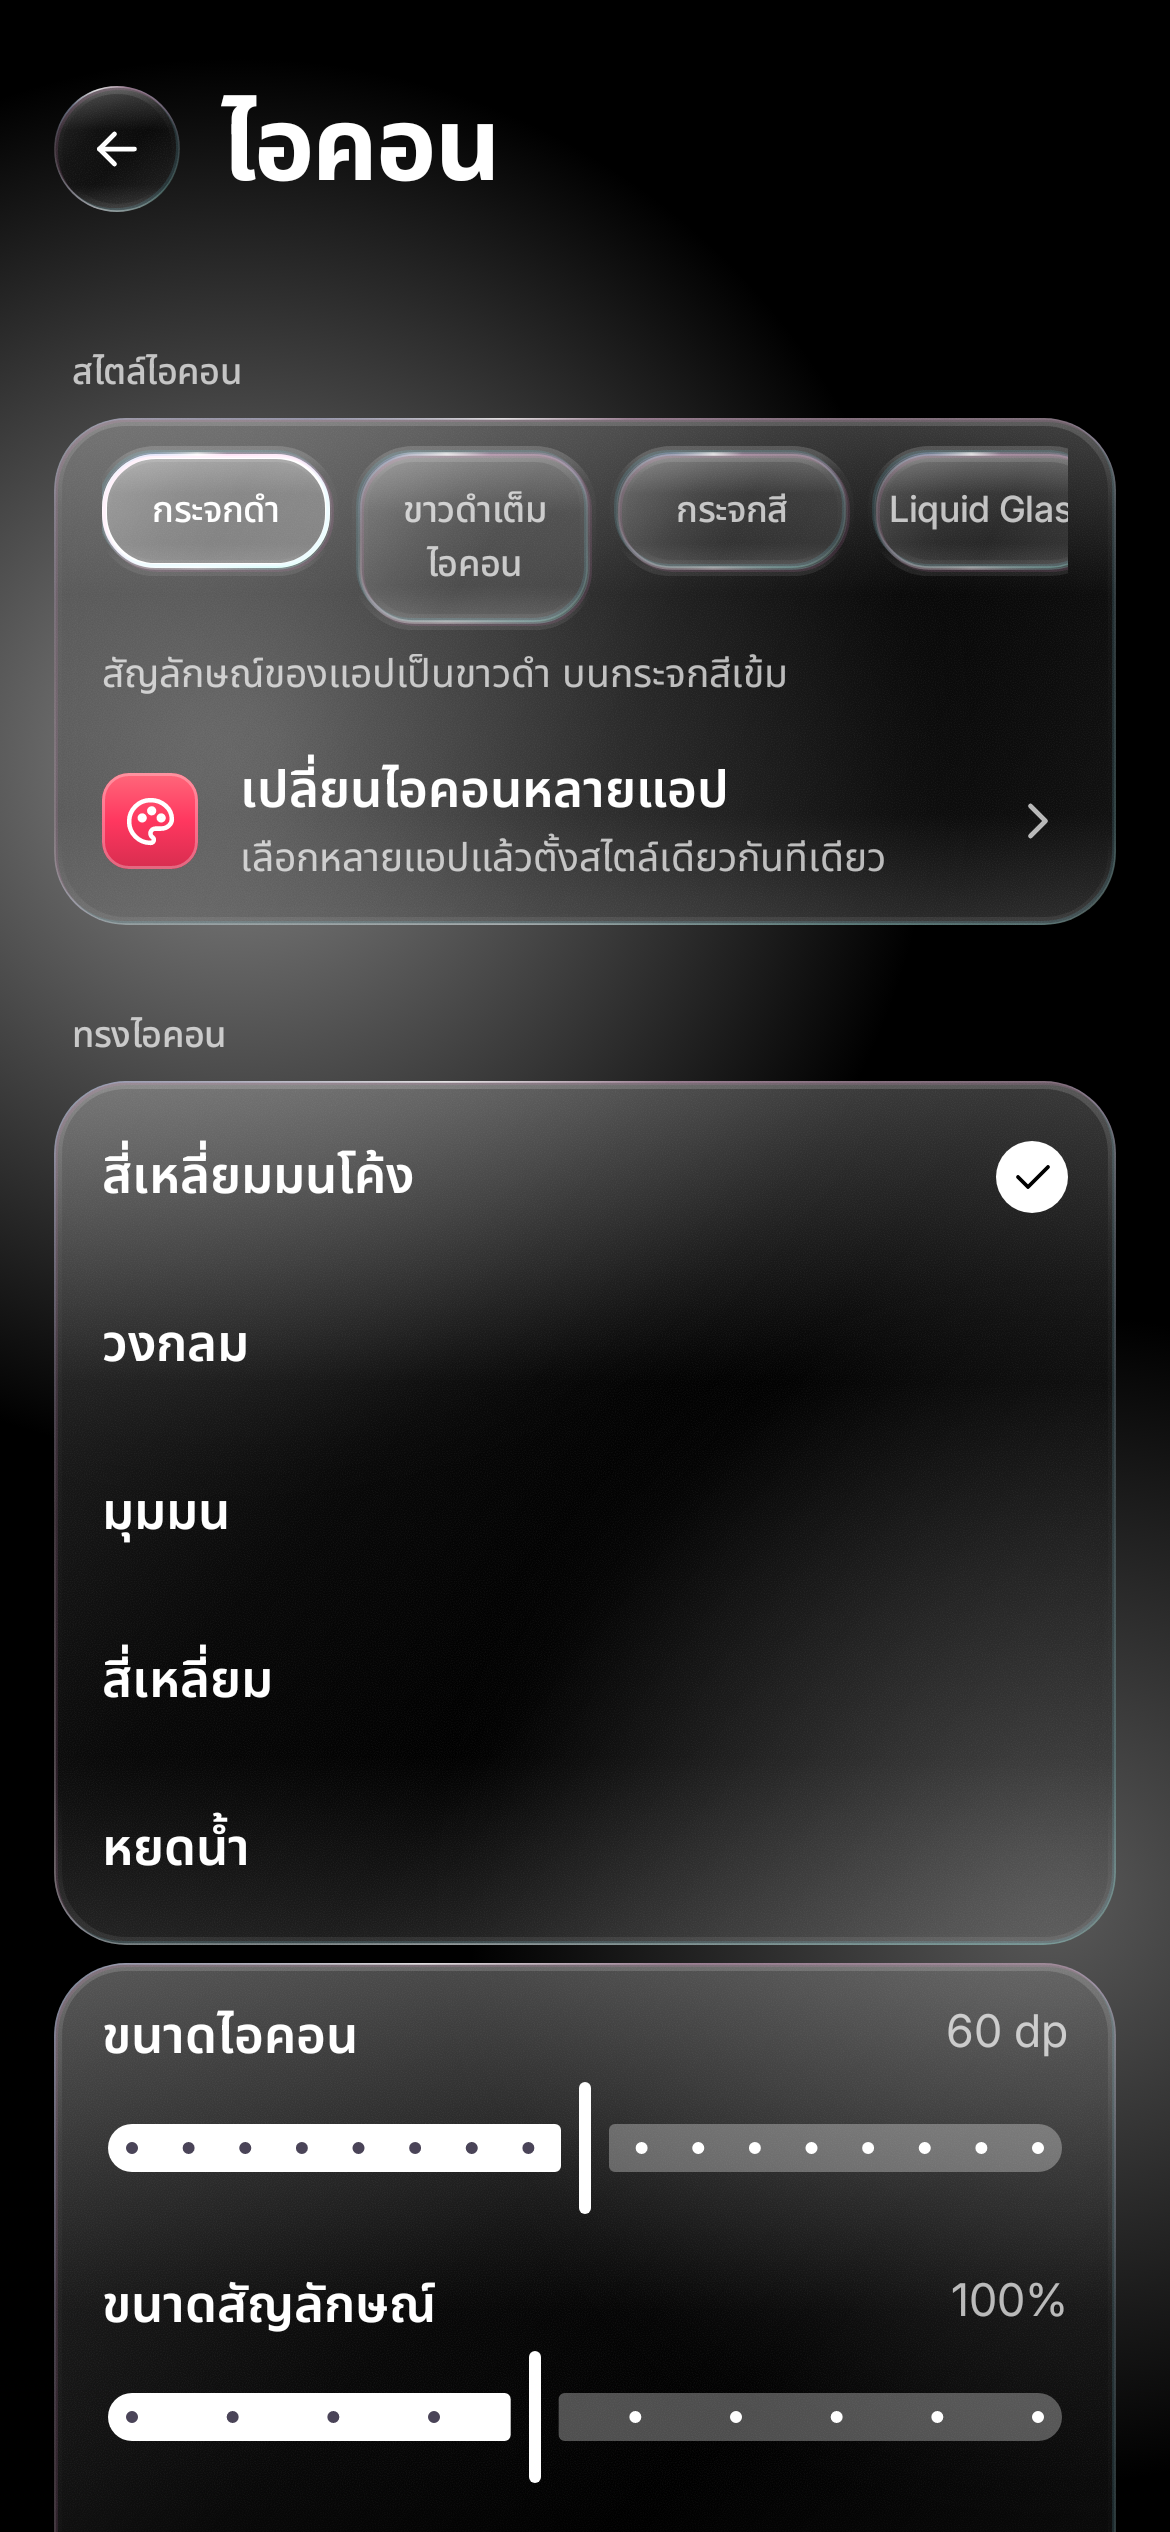 ไอคอน
สไตล์ไอคอน
กระจกดำ
ขาวดำเต็ม
ไอคอน
กระจกสี
Liquid Glas
สัญลักษณ์ของแอปเป็นขาวดำ บนกระจกสีเข้ม
เปลี่ยนไอคอนหลายแอป
เลือกหลายแอปแล้วตั้งสไตล์เดียวกันทีเดียว
ทรงไอคอน
สี่เหลี่ยมมนโค้ง
วงกลม
มุมมน
สี่เหลี่ยม
หยดน้ำ
ขนาดไอคอน
60 dp
ขนาดสัญลักษณ์
100%